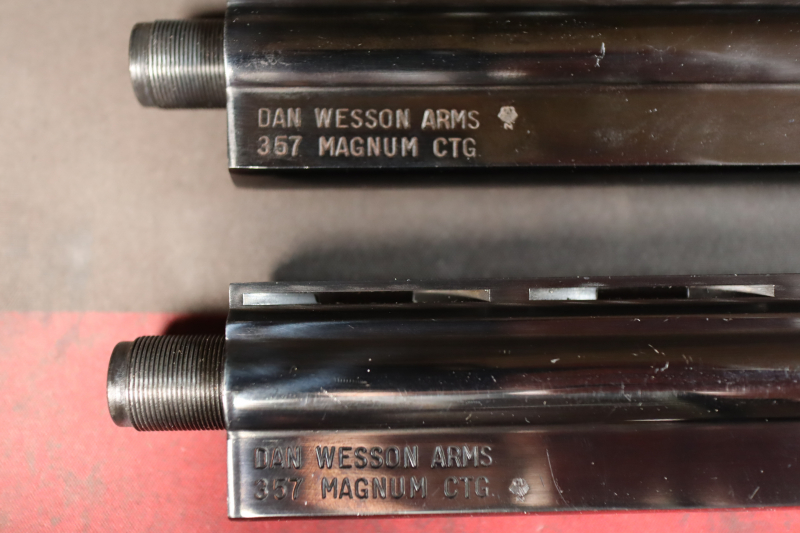 DAN WESSON ARMS
357 MAGNUM CTG
DAN WESSON ARMS
357 MAGNUM CTG.